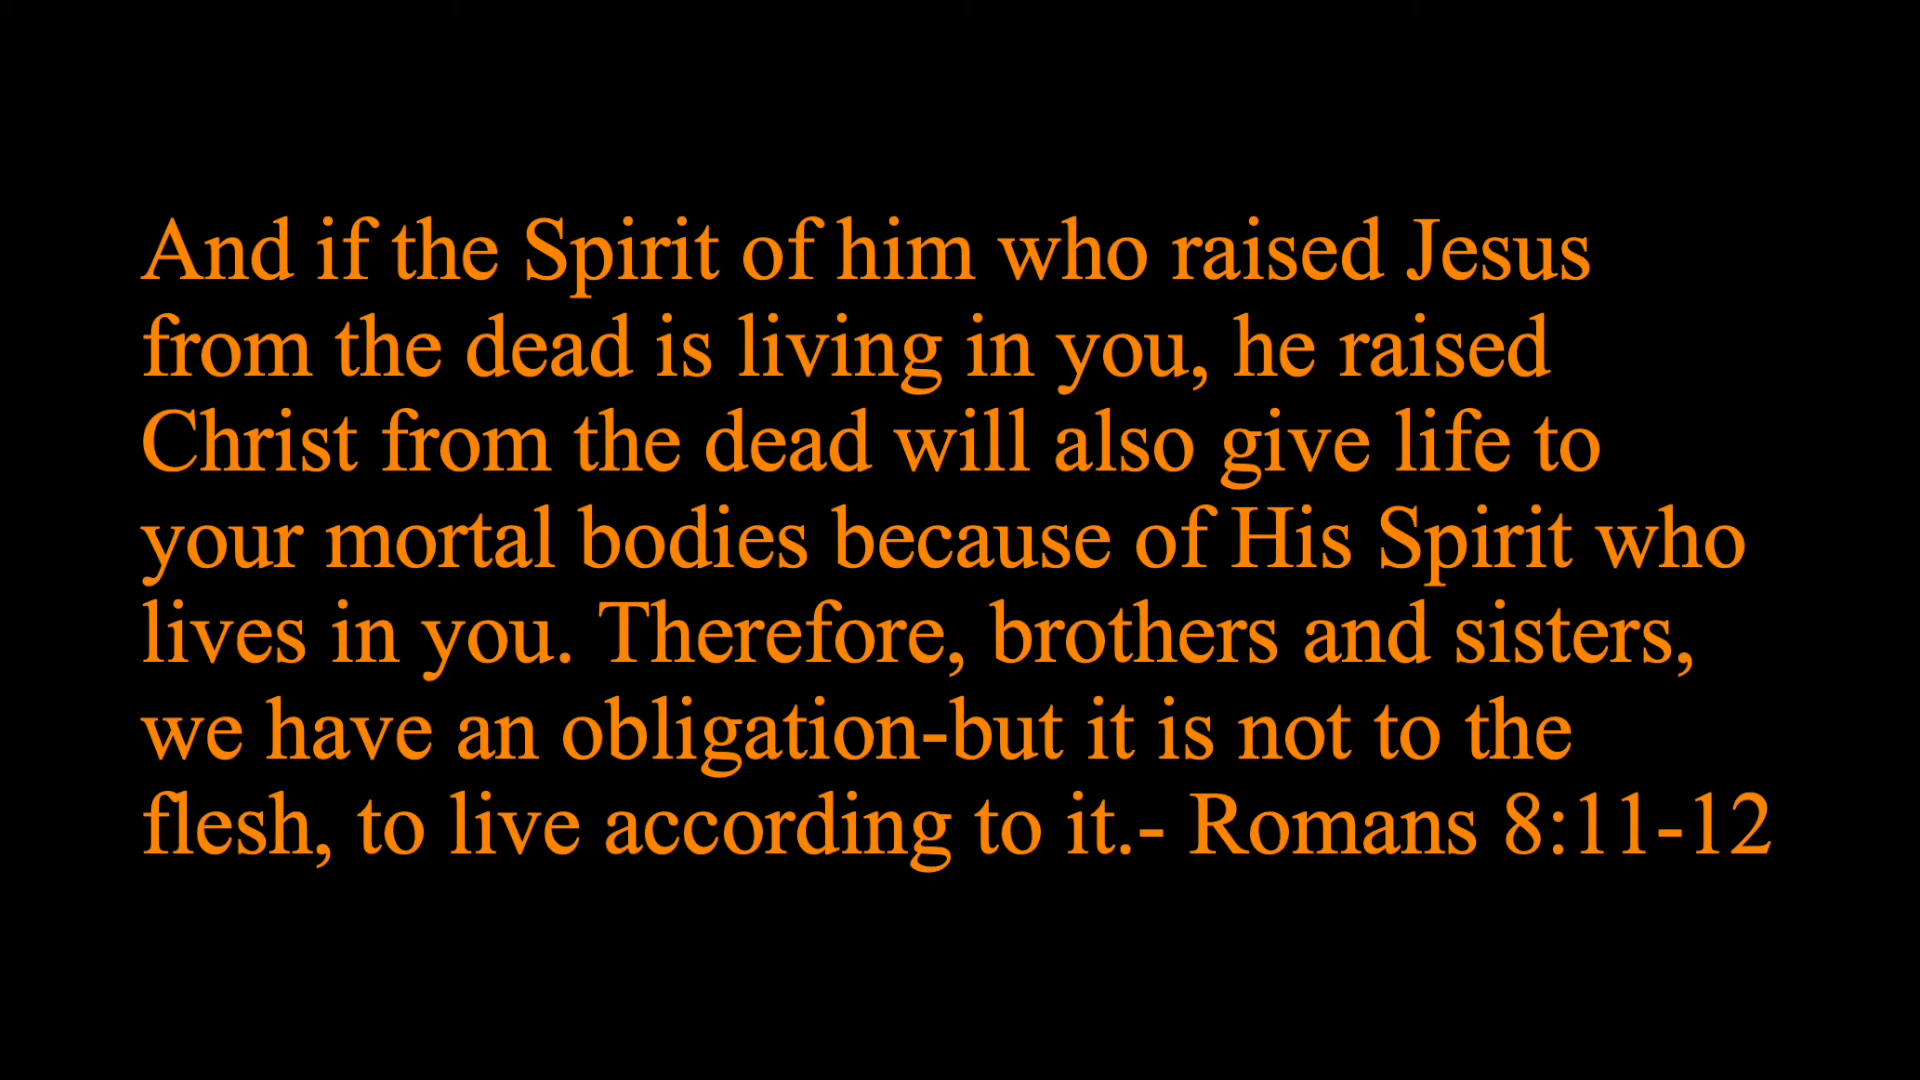 And if the Spirit of him who raised Jesus
from the dead is living in you, he raised
Christ from the dead will also give life to
your mortal bodies because of His Spirit who
lives in you. Therefore, brothers and sisters,
we have an obligation-but it is not to the
flesh, to live according to it.- Romans 8:11-12